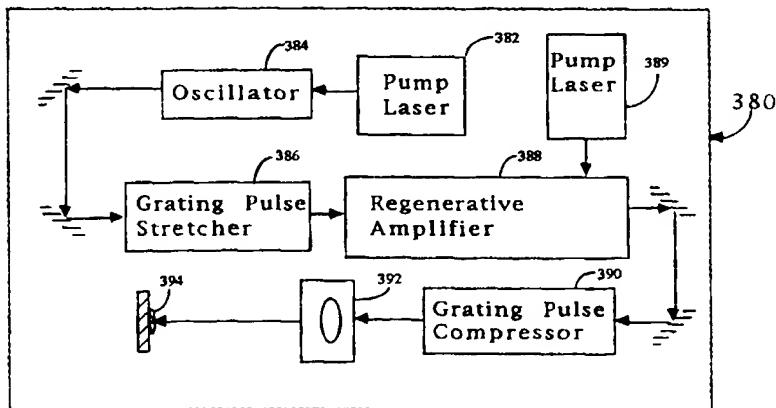 384
382
389
Oscillator
Pump
Laser
Pump
Laser
380
386
388
Grating Pulse
Stretcher
Regenerative
Amplifier
394
392
390
Grating Pulse
Compressor